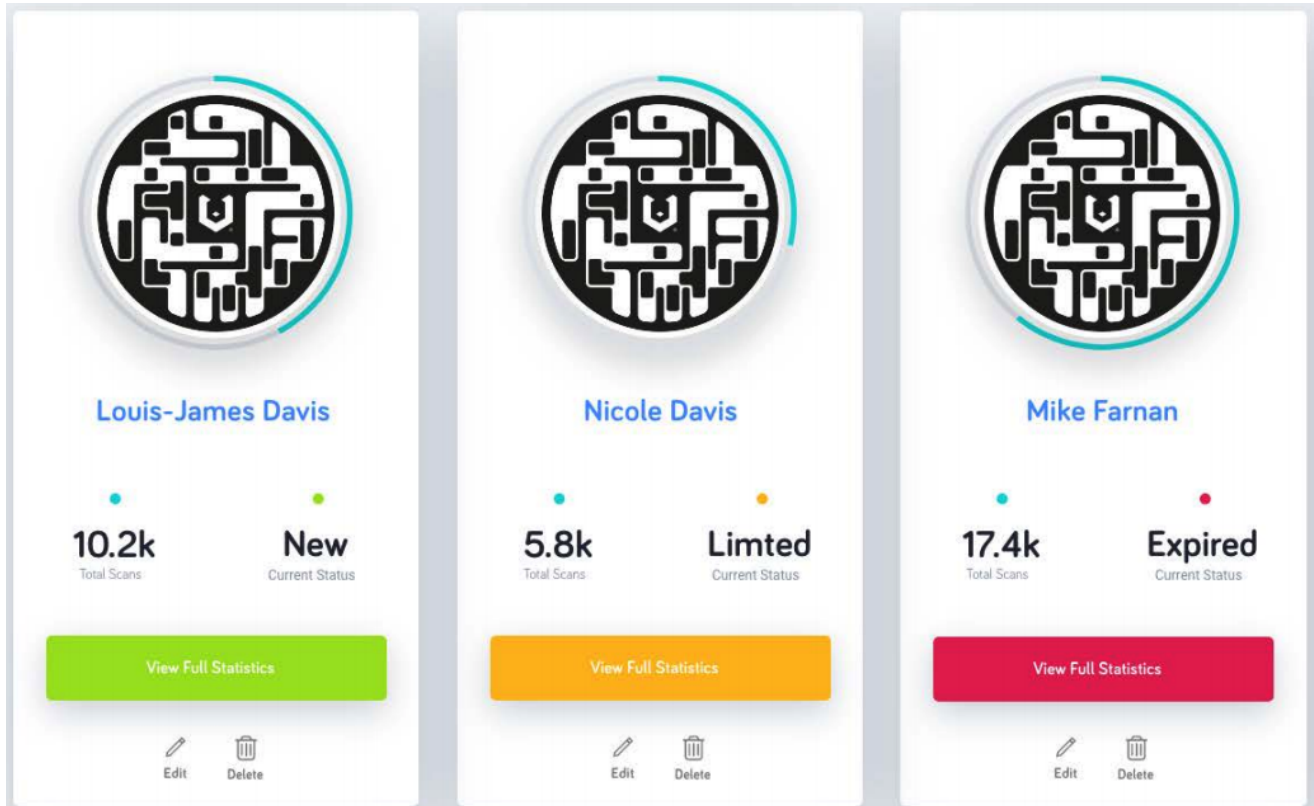 Louis-James Davis
10.2k
Total Scans
New
Current Status
View Full Statistics
Edit
Delete
Nicole Davis
5.8k
Total Scans
Limted
Current Status
View Full Statistics
Edit
Delete
Mike Farnan
17.4k
Total Scans
Expired
Current Status
View Full Statistics
Edit
Delete